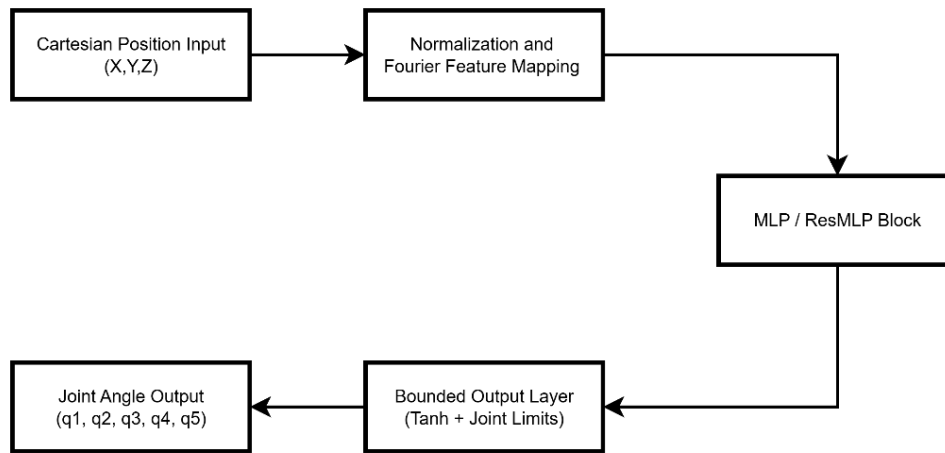 Cartesian Position Input
(X,Y,Z)
Normalization and
Fourier Feature Mapping
MLP / ResMLP Block
Bounded Output Layer
(Tanh + Joint Limits)
Joint Angle Output
(q1, q2, q3, q4, q5)